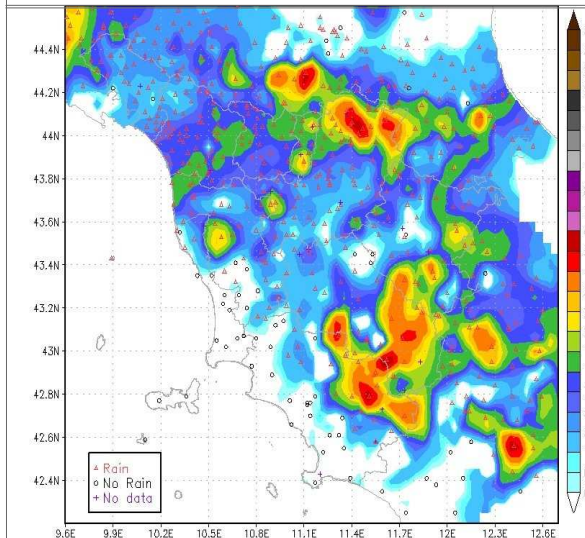 44.4N
44.2N
44N
43.8N
43.6N
43.4N
43.2N
43N
42.8N
42.6N
42.4N
Rain
No Rain
No data
9.6E 9.9E 10.2E 10.5E 10.8E 11.1E 11.4E 11.7E 12E 12.3E 12.6E